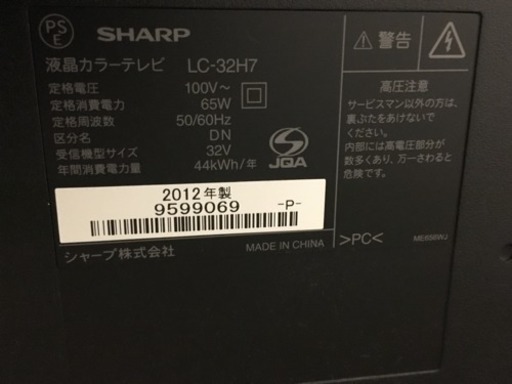 PS
E
SHARP
液晶カラーテレビ LC-32H7
定格電圧 100V~
定格消費電力 65W
定格周波数 50/60Hz
区分名 DN
受信機型サイズ 32V
年間消費電力量 44kWh/年
JQA
2012年製
9599069 -P-
シャープ株式会社
MADE IN CHINA
>PC<
警告
高圧注意
サービスマン以外の方は、
裏ぶたをあけないで
ください。
内部には高電圧部分が
数多くあり、万一さわると
危険です。